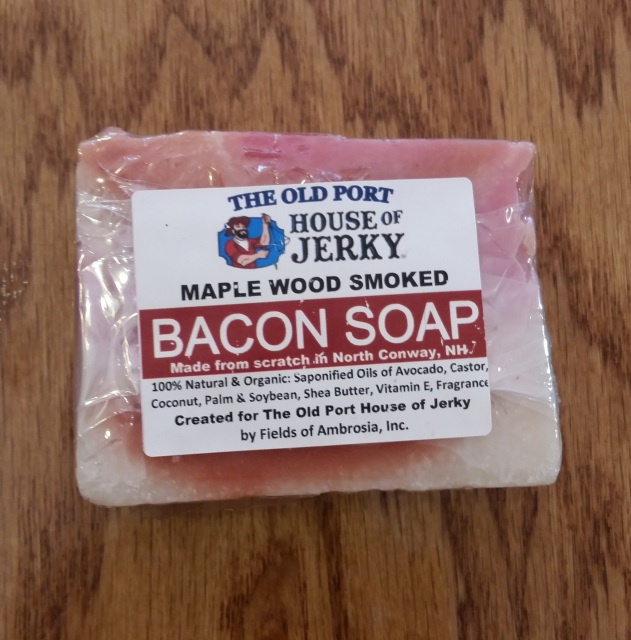 THE OLD PORT
HOUSE OF
JERKY
MAPLE WOOD SMOKED
BACON SOAP
Made from scratch in North Conway, NH.
100% Natural & Organic: Saponified Oils of Avocado, Castor,
Coconut, Palm & Soybean, Shea Butter, Vitamin E, Fragrance
Created for The Old Port House of Jerky
by Fields of Ambrosia, Inc.